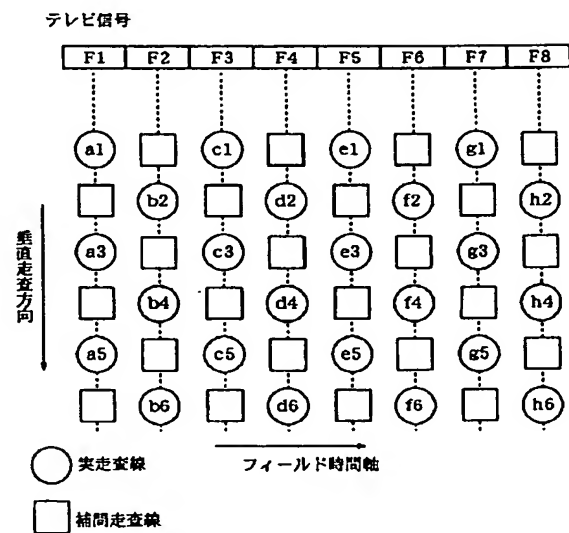 テレビ信号
F1 F2 F3 F4 F5 F6 F7 F8
a1 c1 e1 g1
b2 d2 f2 h2
a3 c3 e3 g3
b4 d4 f4 h4
a5 c5 e5 g5
b6 d6 f6 h6
垂直走査方向
フィールド時間軸
実走査線
補間走査線